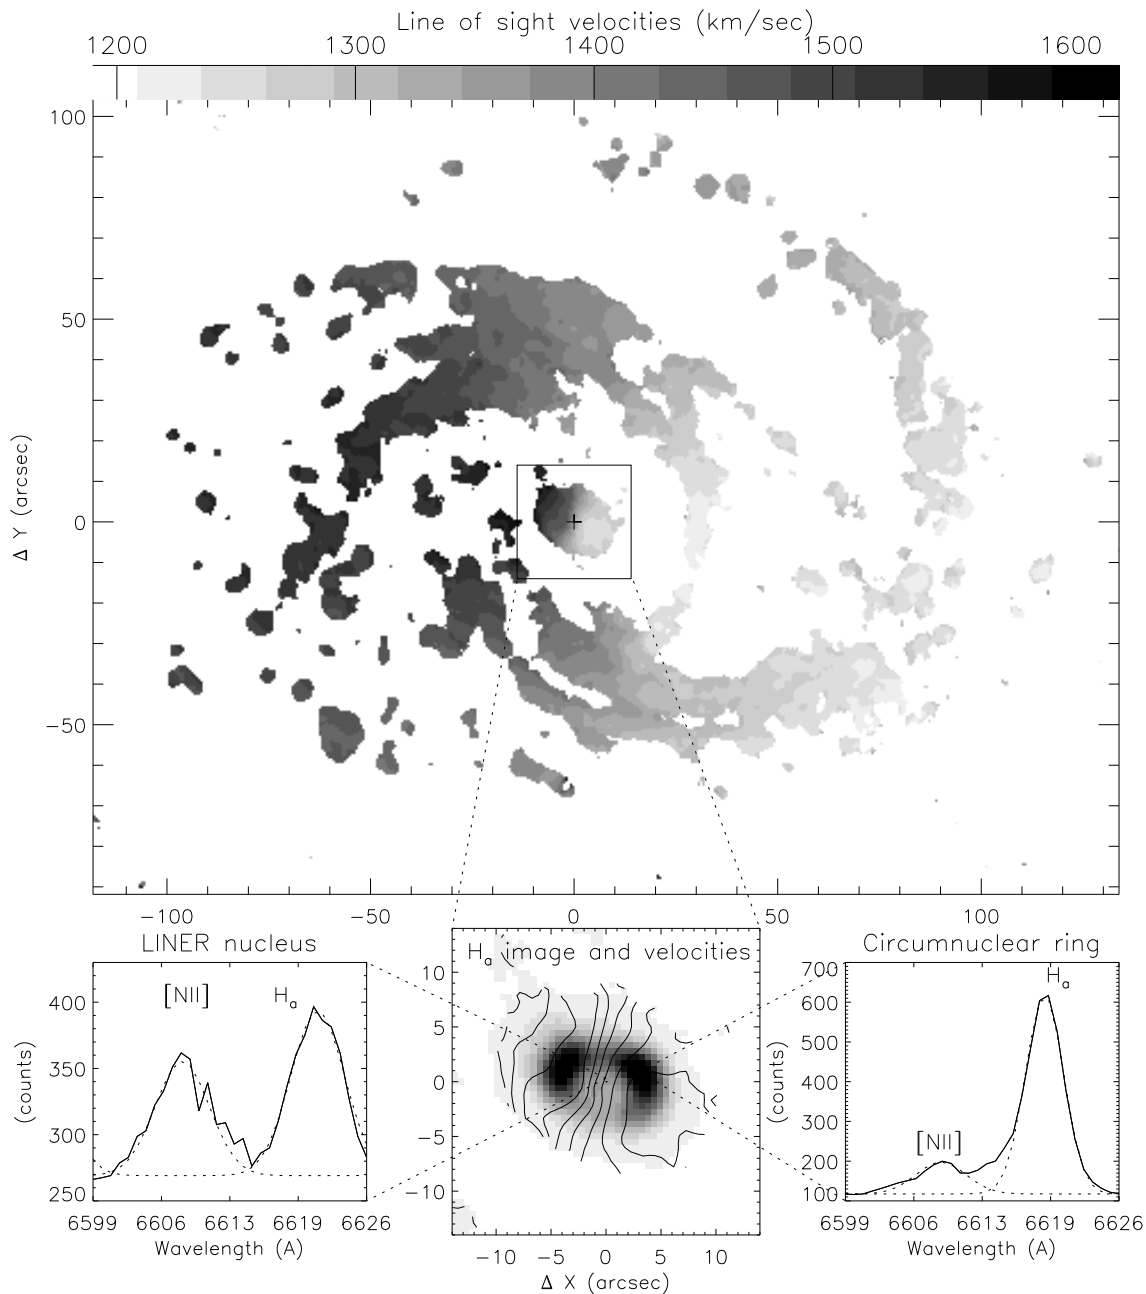 Line of sight velocities (km/sec)
1200 1300 1400 1500 1600
100
50
0
−50
Δ Y (arcsec)
−100 −50 0 50 100
LINER nucleus
[NII] Hα
400
350
300
250
(counts)
6599 6606 6613 6619 6626
Wavelength (A)
Hα image and velocities
10
5
0
−5
−10
−10 −5 0 5 10
Δ X (arcsec)
Circumnuclear ring
Hα
[NII]
700
600
500
400
300
200
100
(counts)
6599 6606 6613 6619 6626
Wavelength (A)